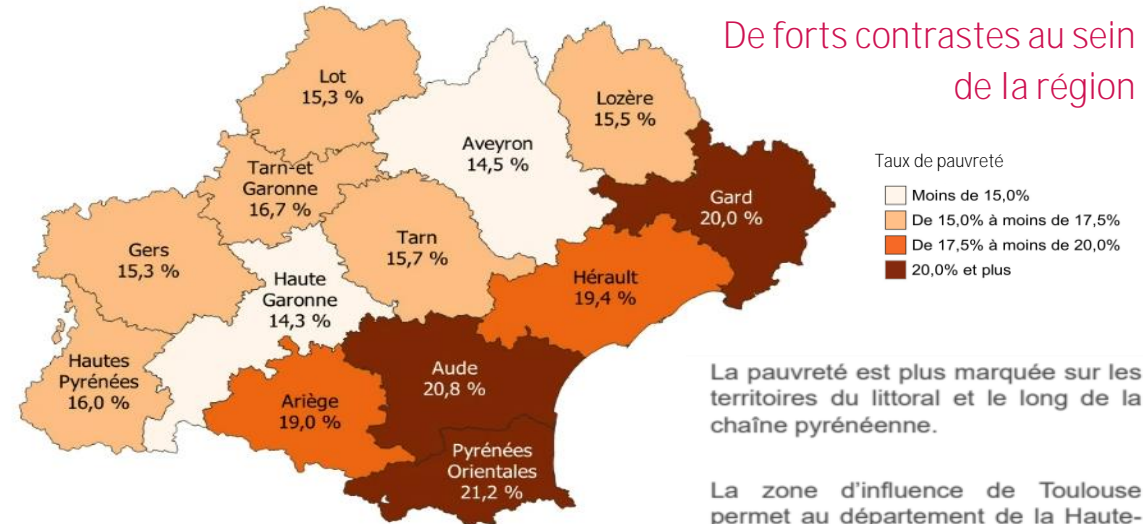 De forts contrastes au sein
de la région
Lot
15,3 %
Lozère
15,5 %
Aveyron
14,5 %
Tarn-et
Garonne
16,7 %
Gard
20,0 %
Gers
15,3 %
Tarn
15,7 %
Haute
Garonne
14,3 %
Hérault
19,4 %
Hautes
Pyrénées
16,0 %
Ariège
19,0 %
Aude
20,8 %
Pyrénées
Orientales
21,2 %
Taux de pauvreté
Moins de 15,0%
De 15,0% à moins de 17,5%
De 17,5% à moins de 20,0%
20,0% et plus
La pauvreté est plus marquée sur les
territoires du littoral et le long de la
chaîne pyrénéenne.
La zone d'influence de Toulouse
permet au département de la Haute-